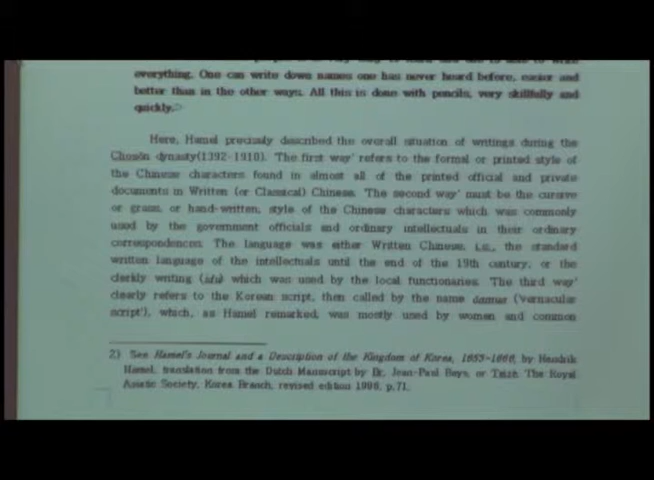 everything. One can write down names one has never heard before, easier and
better than in the other ways. All this is done with pencils, very skillfully and
quickly.2)
Here, Hamel precisely described the overall situation of writings during the
Chosŏn dynasty(1392-1910). 'The first way' refers to the formal or printed style of
the Chinese characters found in almost all of the printed official and private
documents in Written (or Classical) Chinese. 'The second way' must be the cursive
or grass, or hand-written, style of the Chinese characters which was commonly
used by the government officials and ordinary intellectuals in their ordinary
correspondences. The language was either Written Chinese, i.e., the standard
written language of the intellectuals until the end of the 19th century, or the
clerkly writing (idu) which was used by the local functionaries. 'The third way'
clearly refers to the Korean script, then called by the name (vernacular
script'), which, as Hamel remarked, was mostly used by women and common
2) See Hamel's Journal and a Description of the Kingdom of Korea, 1653-1666, by Hendrik
Hamel, translation from the Dutch Manuscript by Br. Jean-Paul Buys, The Royal
Asiatic Society, Korea Branch, revised edition 1998, p.71.